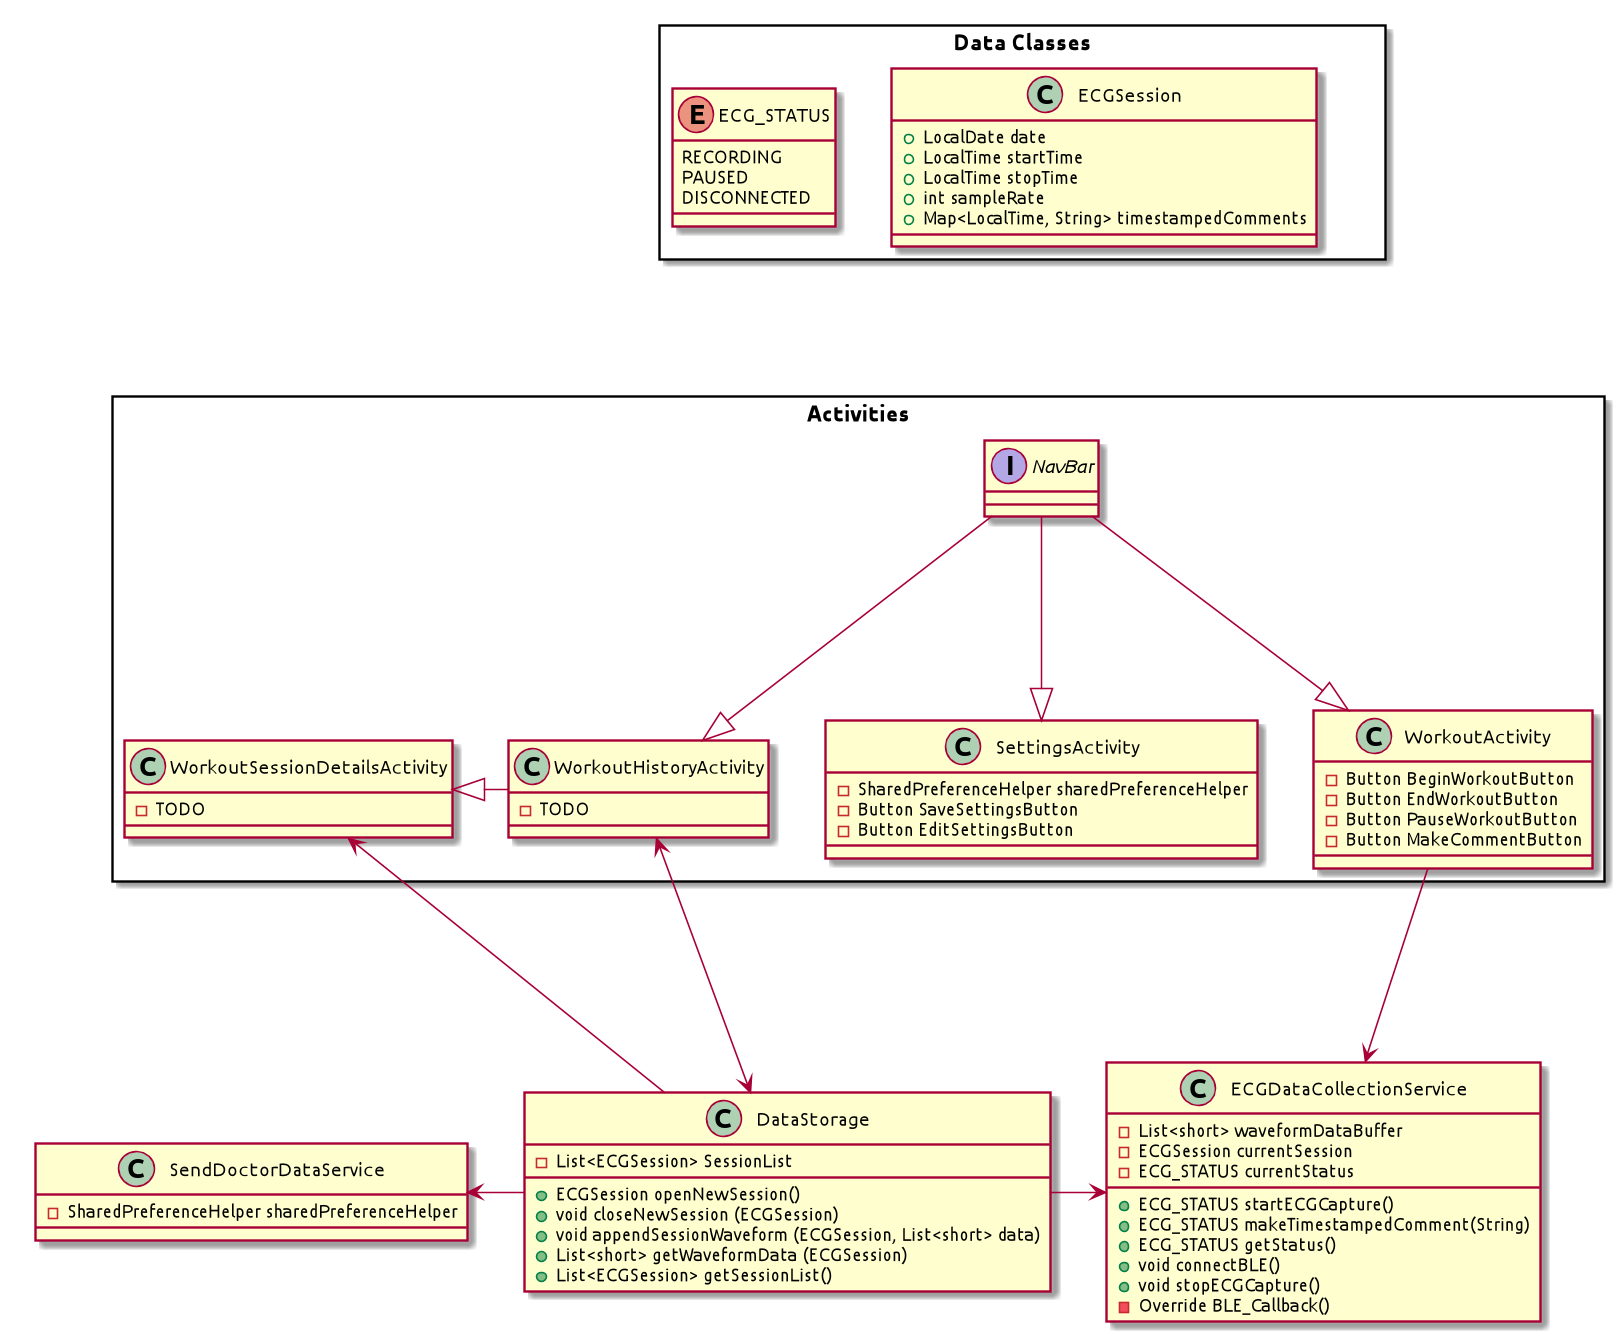 Data Classes
E ECG_STATUS
RECORDING
PAUSED
DISCONNECTED
C ECGSession
LocalDate date
LocalTime startTime
LocalTime stopTime
int sampleRate
Map<LocalTime, String> timestampedComments
Activities
I NavBar
C WorkoutSessionDetailsActivity
TODO
C WorkoutHistoryActivity
TODO
C SettingsActivity
SharedPreferenceHelper sharedPreferenceHelper
Button SaveSettingsButton
Button EditSettingsButton
C WorkoutActivity
Button BeginWorkoutButton
Button EndWorkoutButton
Button PauseWorkoutButton
Button MakeCommentButton
C SendDoctorDataService
SharedPreferenceHelper sharedPreferenceHelper
C DataStorage
List<ECGSession> SessionList
ECGSession openNewSession()
void closeNewSession (ECGSession)
void appendSessionWaveform (ECGSession, List<short> data)
List<short> getWaveformData (ECGSession)
List<ECGSession> getSessionList()
C ECGDataCollectionService
List<short> waveformDataBuffer
ECGSession currentSession
ECG_STATUS currentStatus
ECG_STATUS startECGCapture()
ECG_STATUS makeTimestampedComment(String)
ECG_STATUS getStatus()
void connectBLE()
void stopECGCapture()
Override BLE_Callback()